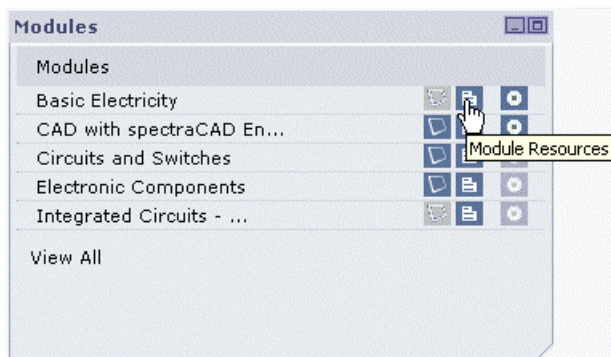 Modules
Modules
Basic Electricity
CAD with spectraCAD En...
Circuits and Switches
Module Resources
Electronic Components
Integrated Circuits - ...
View All